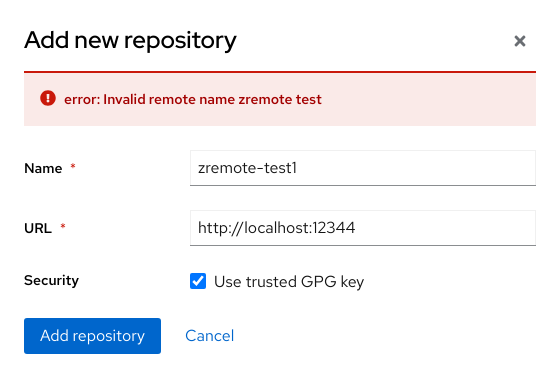 Add new repository
error: Invalid remote name zremote test
Name *
zremote-test1
URL *
http://localhost:12344
Security
Use trusted GPG key
Add repository Cancel